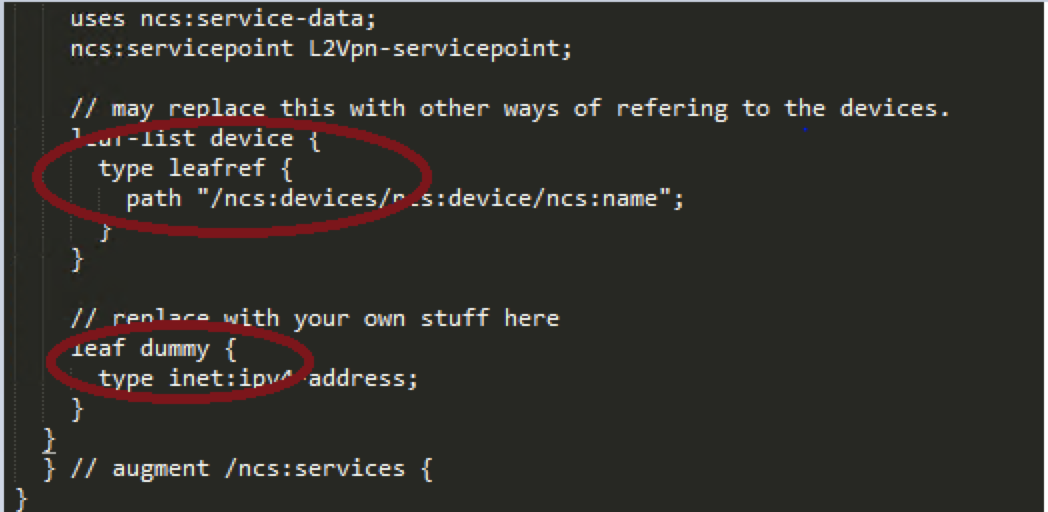 uses ncs:service-data;
ncs:servicepoint L2Vpn-servicepoint;
// may replace this with other ways of refering to the devices.
leaf-list device {
type leafref {
path "/ncs:devices/ncs:device/ncs:name";
}
}
// replace with your own stuff here
leaf dummy {
type inet:ipv4-address;
}
}
} // augment /ncs:services {
}